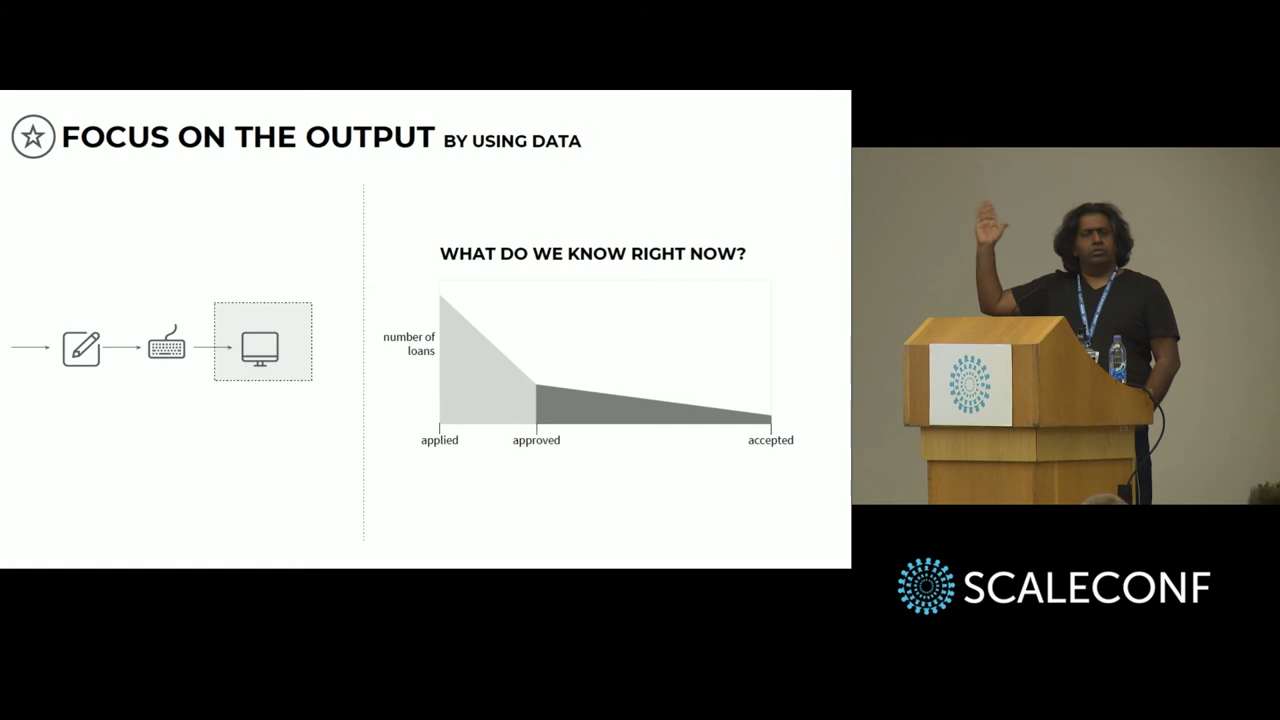 FOCUS ON THE OUTPUT BY USING DATA
WHAT DO WE KNOW RIGHT NOW?
number of
loans
applied approved accepted
SCALECONF